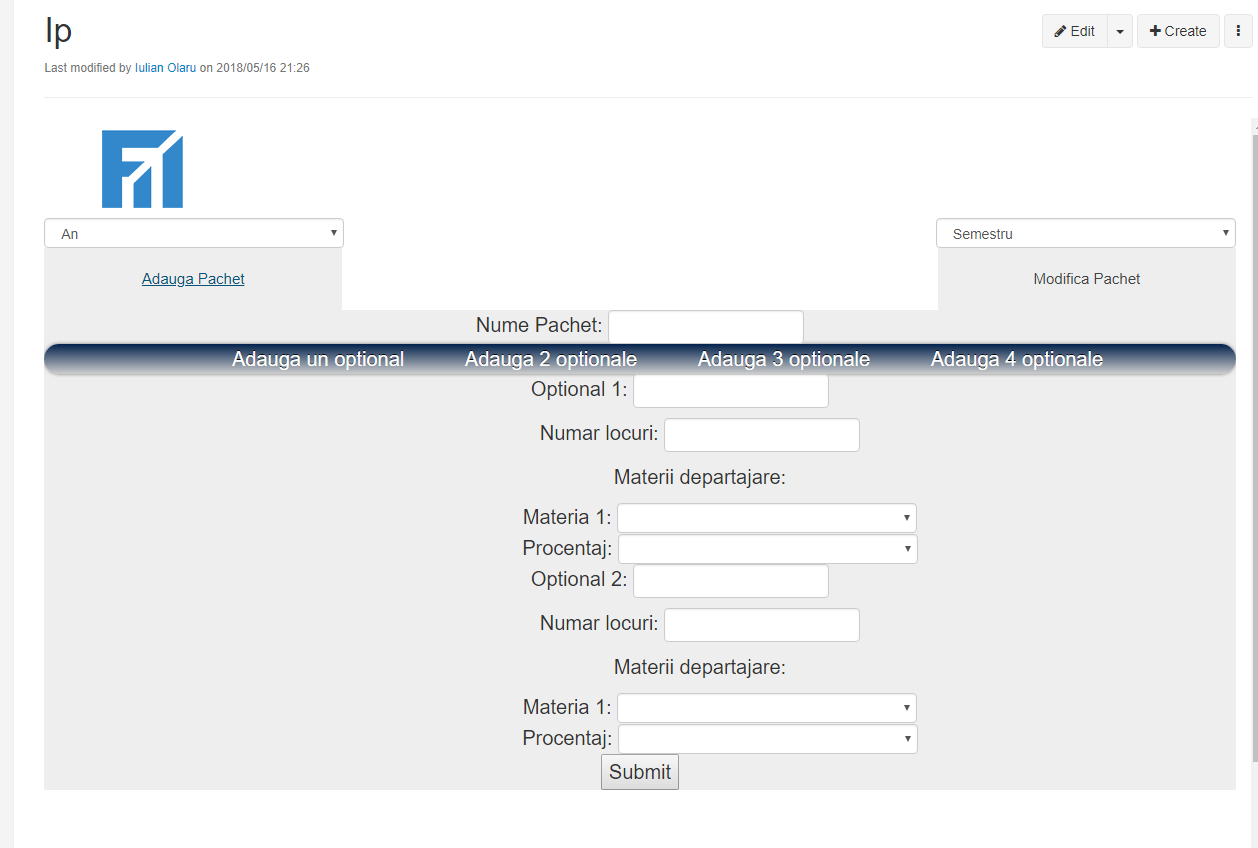 Ip
Edit
Create
Last modified by Iulian Olaru on 2018/05/16 21:26
An
Semestru
Adauga Pachet
Modifica Pachet
Nume Pachet:
Adauga un optional Adauga 2 optionale Adauga 3 optionale Adauga 4 optionale
Optional 1:
Numar locuri:
Materii departajare:
Materia 1:
Procentaj:
Optional 2:
Numar locuri:
Materii departajare:
Materia 1:
Procentaj:
Submit